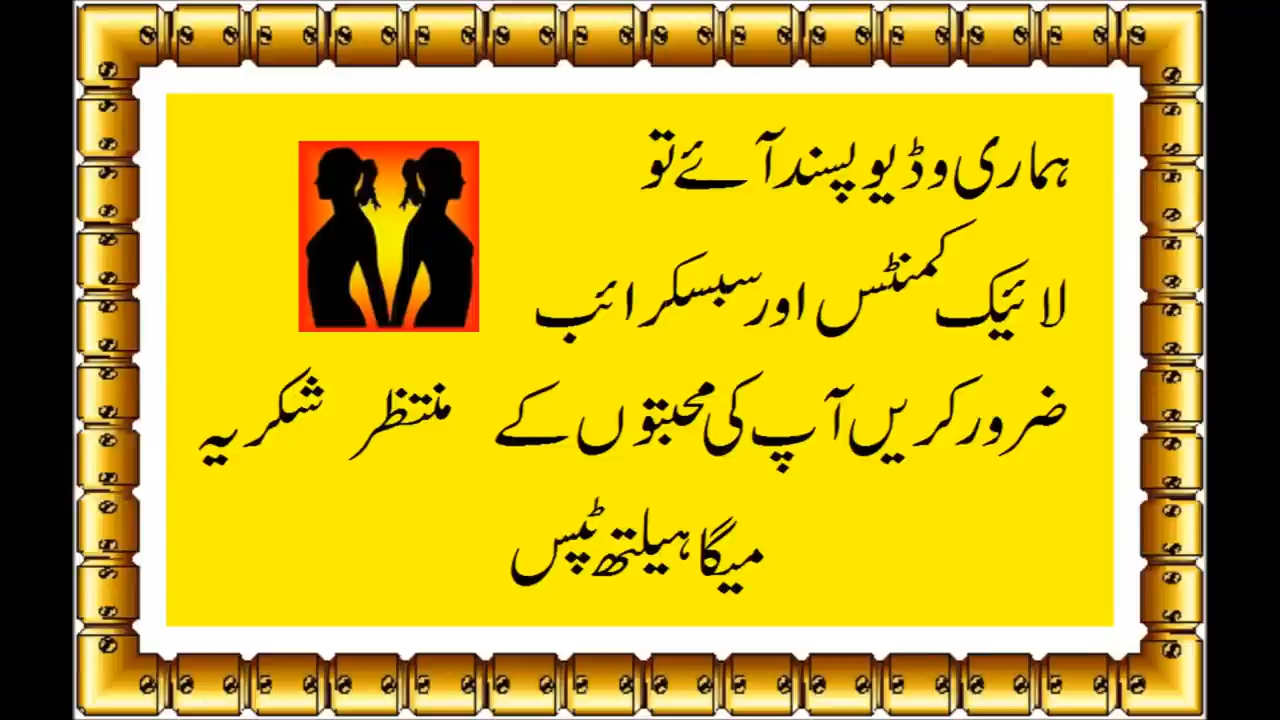 ہماری وڈیو پسند آئے تو
لائیک کمنٹس اور سبسکرائب
ضرور کریں آپ کی محبتوں کے منتظر شکریہ
میگا ہیلتھ ٹپس